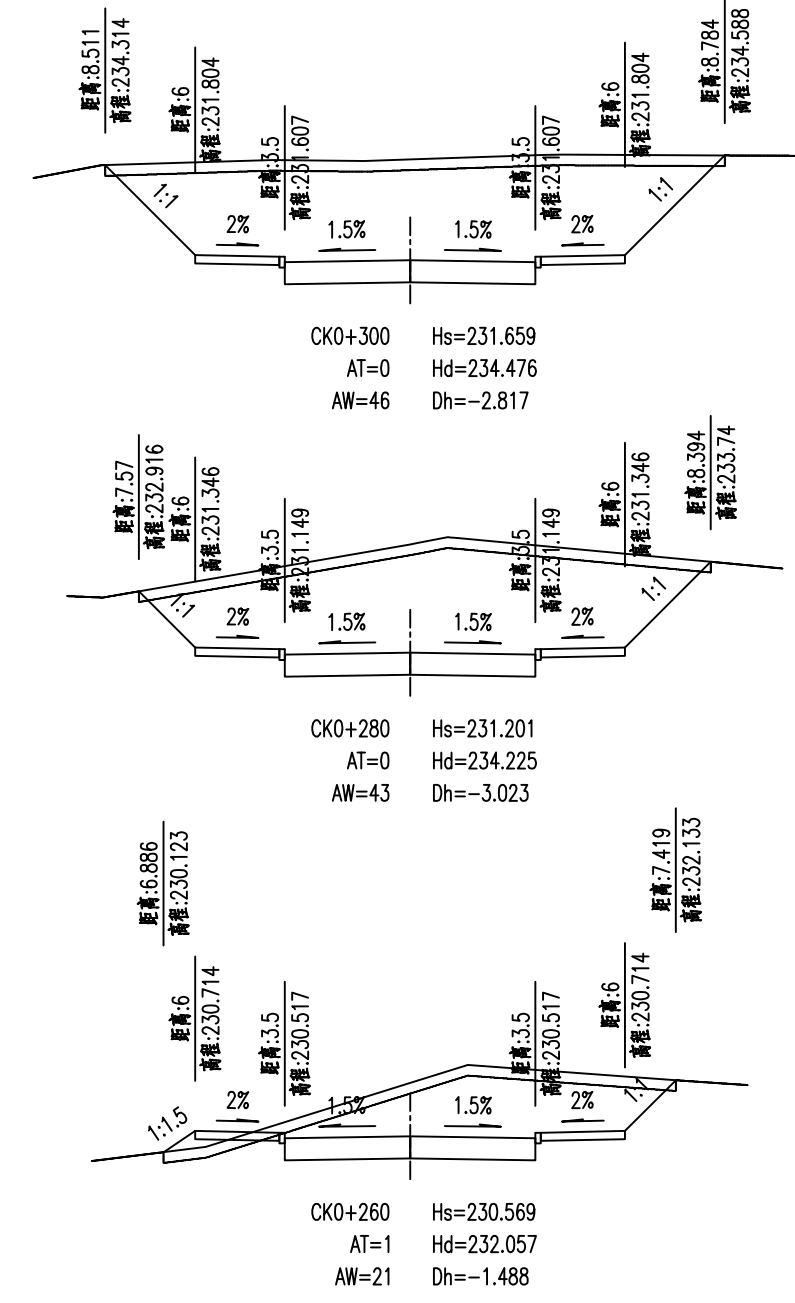 距离:8.511
高程:234.314
距离:6
高程:231.804
距离:3.5
高程:231.607
距离:3.5
高程:231.607
距离:6
高程:231.804
距离:8.784
高程:234.588
1:1
2%
1.5%
1.5%
2%
1:1
CK0+300 Hs=231.659
AT=0 Hd=234.476
AW=46 Dh=-2.817
距离:7.57
高程:232.916
距离:6
高程:231.346
距离:3.5
高程:231.149
距离:3.5
高程:231.149
距离:6
高程:231.346
距离:8.394
高程:233.74
1:1
2%
1.5%
1.5%
2%
1:1
CK0+280 Hs=231.201
AT=0 Hd=234.225
AW=43 Dh=-3.023
距离:6.886
高程:230.123
距离:6
高程:230.714
距离:3.5
高程:230.517
距离:3.5
高程:230.517
距离:6
高程:230.714
距离:7.419
高程:232.133
1:1.5
2%
1.5%
1.5%
2%
1:1
CK0+260 Hs=230.569
AT=1 Hd=232.057
AW=21 Dh=-1.488